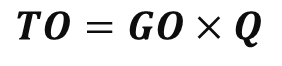 TO = GO × Q